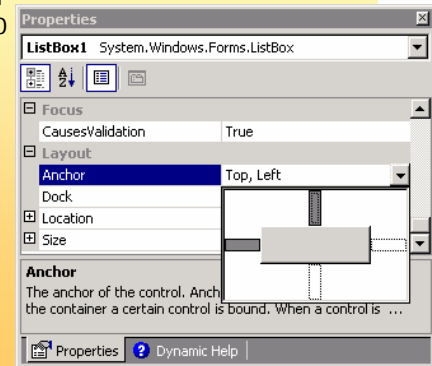 0
Properties
ListBox1 System.Windows.Forms.ListBox
Focus
CausesValidation True
Layout
Anchor Top, Left
Dock
Location
Size
Anchor
The anchor of the control. Anch
the container a certain control is bound. When a control is ...
Properties Dynamic Help